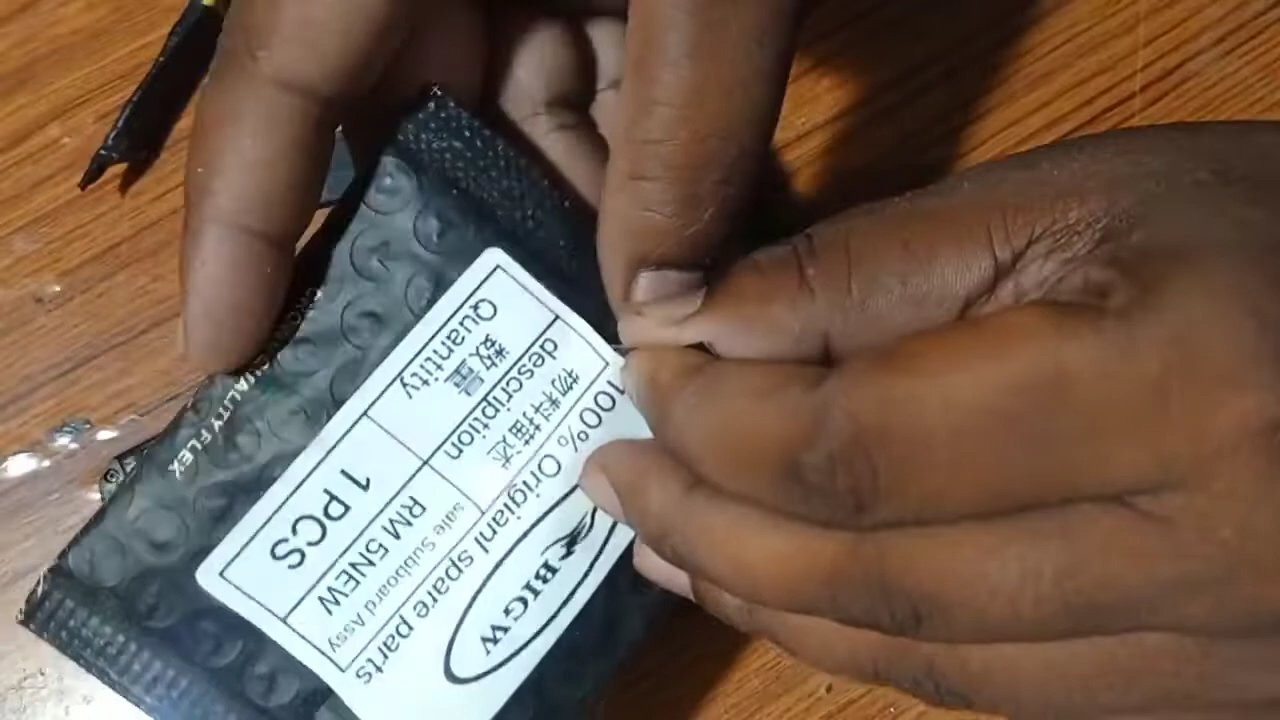 BIGW
100% Origianl spare parts
物料描述
description
sale Subboard Assy
RM 5NEW
数量
Quantity
1 PCS
QUALITY FLEX